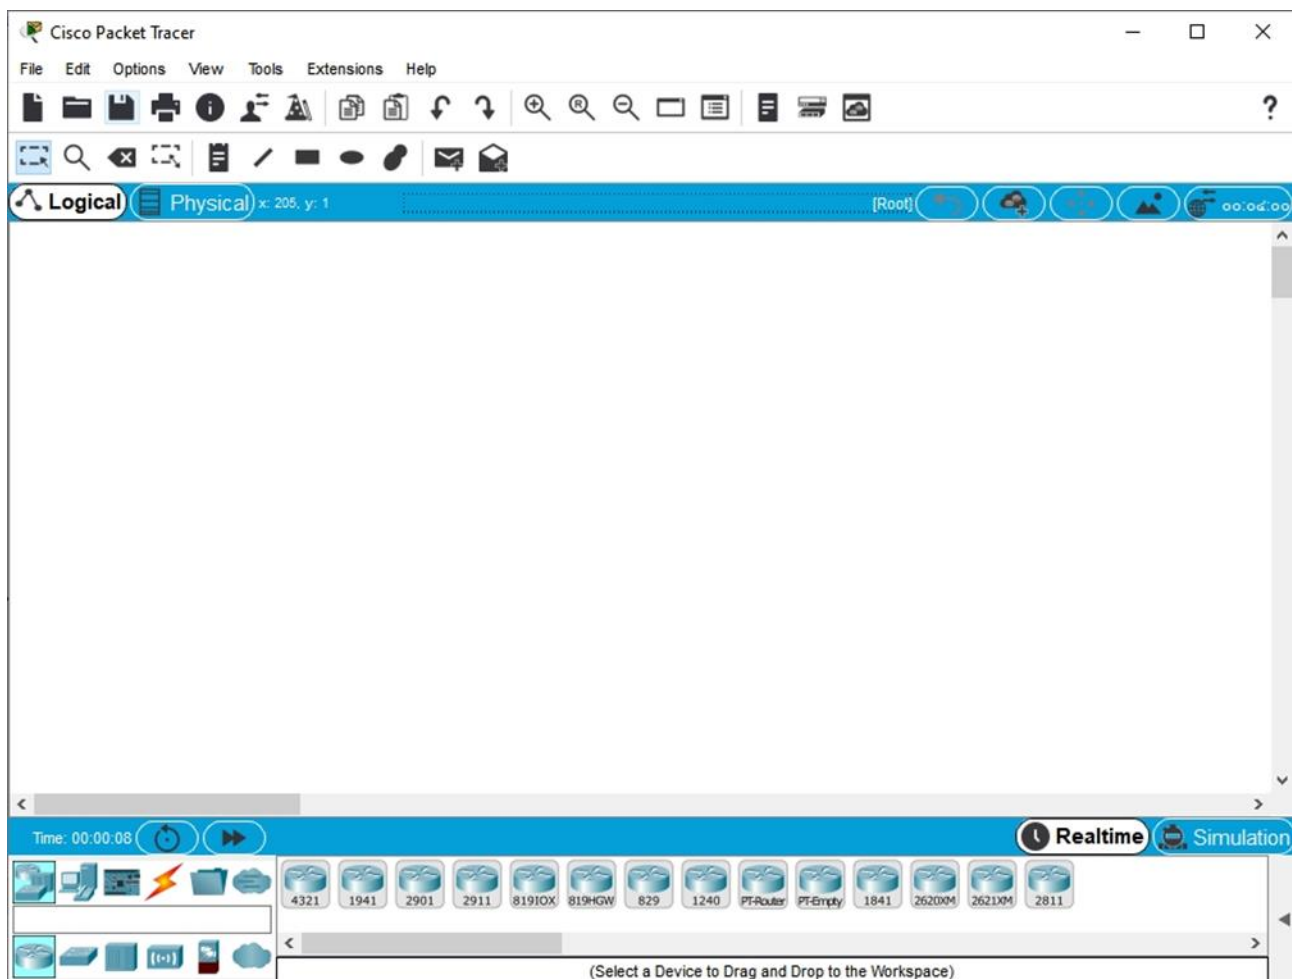 Cisco Packet Tracer
File Edit Options View Tools Extensions Help
Logical Physical x: 205, y: 1 [Root]
Time: 00:00:08 Realtime Simulation
4321 1941 2901 2911 819IOX 819HGW 829 1240 PT-Router PT-Empty 1841 2620XM 2621XM 2811
(Select a Device to Drag and Drop to the Workspace)